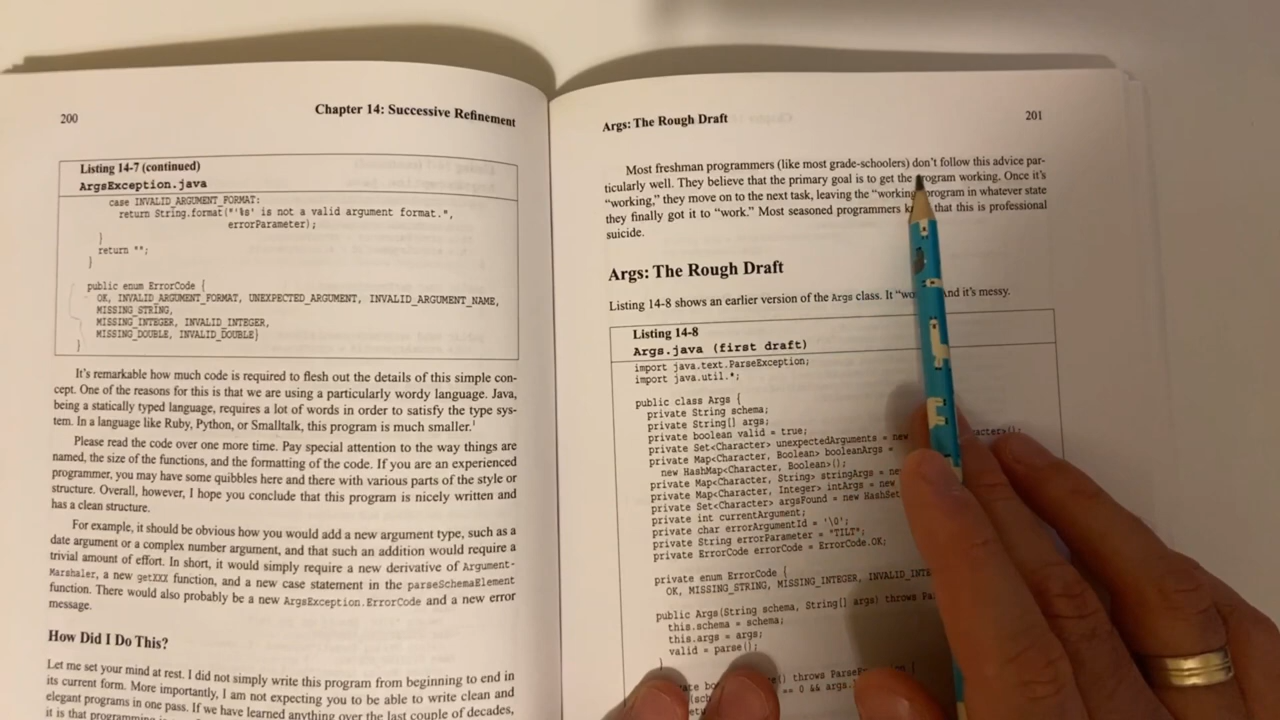 200
Chapter 14: Successive Refinement
Listing 14-7 (continued)
ArgsException.java
case INVALID_ARGUMENT_FORMAT:
return String.format("'%s' is not a valid argument format.",
errorParameter);
}
return "";
}
public enum ErrorCode {
OK, INVALID_ARGUMENT_FORMAT, UNEXPECTED_ARGUMENT, INVALID_ARGUMENT_NAME,
MISSING_STRING,
MISSING_INTEGER, INVALID_INTEGER,
MISSING_DOUBLE, INVALID_DOUBLE}
}
It's remarkable how much code is required to flesh out the details of this simple con-
cept. One of the reasons for this is that we are using a particularly wordy language. Java,
being a statically typed language, requires a lot of words in order to satisfy the type sys-
tem. In a language like Ruby, Python, or Smalltalk, this program is much smaller.1
Please read the code over one more time. Pay special attention to the way things are
named, the size of the functions, and the formatting of the code. If you are an experienced
programmer, you may have some quibbles here and there with various parts of the style or
structure. Overall, however, I hope you conclude that this program is nicely written and
has a clean structure.
For example, it should be obvious how you would add a new argument type, such as a
date argument or a complex number argument, and that such an addition would require a
trivial amount of effort. In short, it would simply require a new derivative of Argument-
Marshaler, a new getXXX function, and a new case statement in the parseSchemaElement
function. There would also probably be a new ArgsException.ErrorCode and a new error
message.
How Did I Do This?
Let me set your mind at rest. I did not simply write this program from beginning to end in
its current form. More importantly, I am not expecting you to be able to write clean and
elegant programs in one pass. If we have learned anything over the last couple of decades,
it is that programming is
Args: The Rough Draft
201
Most freshman programmers (like most grade-schoolers) don't follow this advice par-
ticularly well. They believe that the primary goal is to get the program working. Once it's
"working," they move on to the next task, leaving the "working" program in whatever state
they finally got it to "work." Most seasoned programmers that this is professional
suicide.
Args: The Rough Draft
Listing 14-8 shows an earlier version of the Args class. It And it's messy.
Listing 14-8
Args.java (first draft)
import java.text.ParseException;
import java.util.*;
public class Args {
private String schema;
private String[] args;
private boolean valid = true;
private Set<Character> unexpectedArguments = new
private Map<Character, Boolean> booleanArgs =
new HashMap<Character, Boolean>();
private Map<Character, String> stringArgs =
private Map<Character, Integer> intArgs = new
private Set<Character> argsFound = new
private int currentArgument;
private char errorArgumentId = '\0';
private String errorParameter = "TILT";
private ErrorCode errorCode = ErrorCode.OK;
private enum ErrorCode {
OK, MISSING_STRING, MISSING_INTEGER,
public Args(String schema, String[] args) throws
this.schema = schema;
this.args = args;
valid = parse();
}
throws
== 0 &&